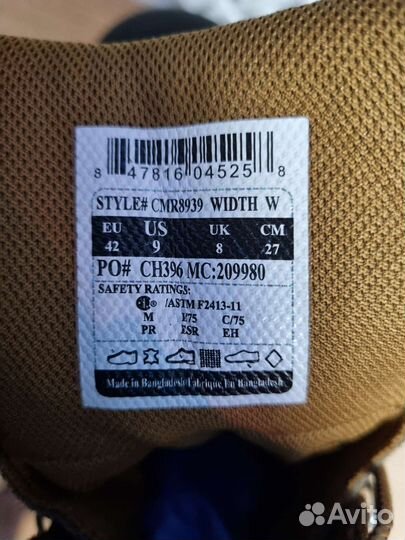 8 47816 04525 8
STYLE# CMR8939 WIDTH W
EU US UK CM
42 9 8 27
PO# CH396 MC:209980
SAFETY RATINGS:
/ASTM F2413-11
M I/75 C/75
PR ESR EH
Made in Bangladesh Fabrique En Bangladesh
Avito